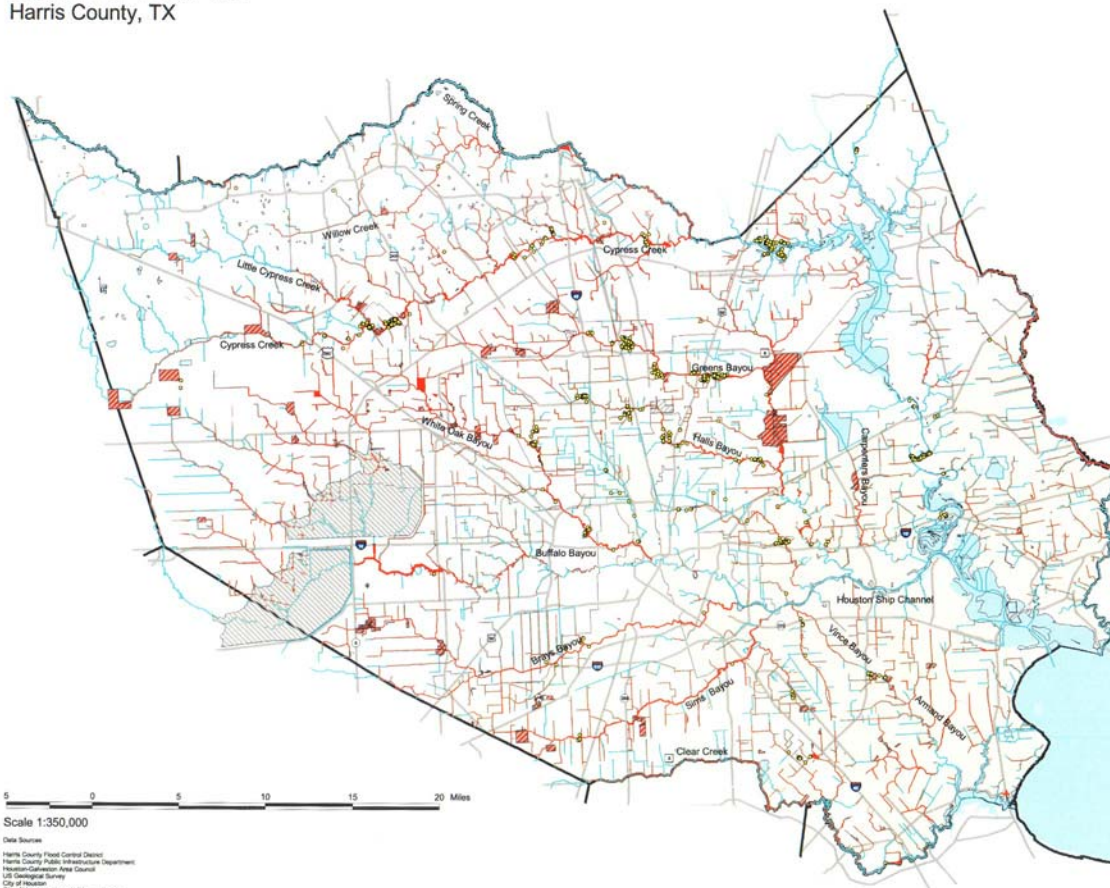 Harris County, TX
Spring Creek
Willow Creek
Cypress Creek
Little Cypress Creek
Cypress Creek
Greens Bayou
White Oak Bayou
Halls Bayou
Carpenters Bayou
Buffalo Bayou
Houston Ship Channel
Brays Bayou
Vince Bayou
Sims Bayou
Armand Bayou
Clear Creek
5 0 5 10 15 20 Miles
Scale 1:350,000
Data Sources
Harris County Flood Control District
Harris County Public Infrastructure Department
Houston-Galveston Area Council
US Geological Survey
City of Houston